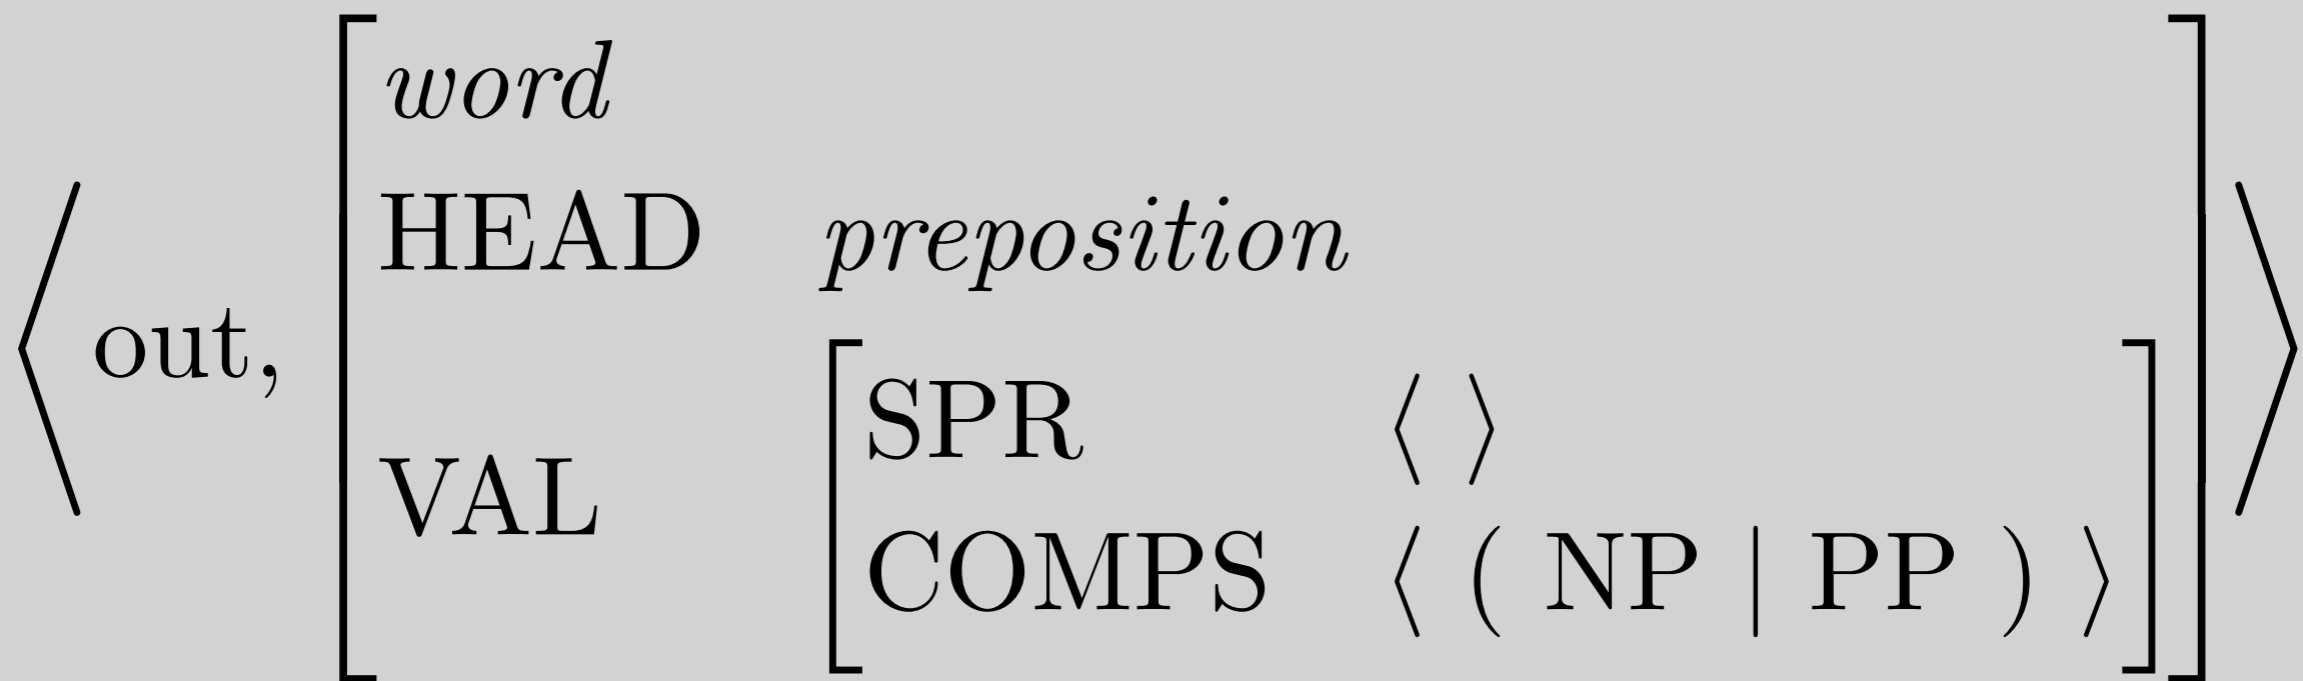 word
HEAD preposition
⟨ out,
SPR ⟨ ⟩
VAL
COMPS ⟨ ( NP | PP ) ⟩ ⟩